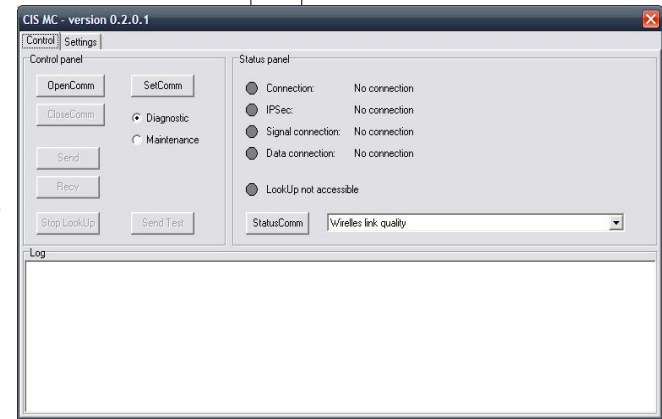 CIS MC - version 0.2.0.1
Control Settings
Control panel
OpenComm SetComm
CloseComm Diagnostic
Maintenance
Send
Recv
Stop LookUp Send Test
Status panel
Connection: No connection
IPSec: No connection
Signal connection: No connection
Data connection: No connection
LookUp not accessible
StatusComm Wirelles link quality
Log